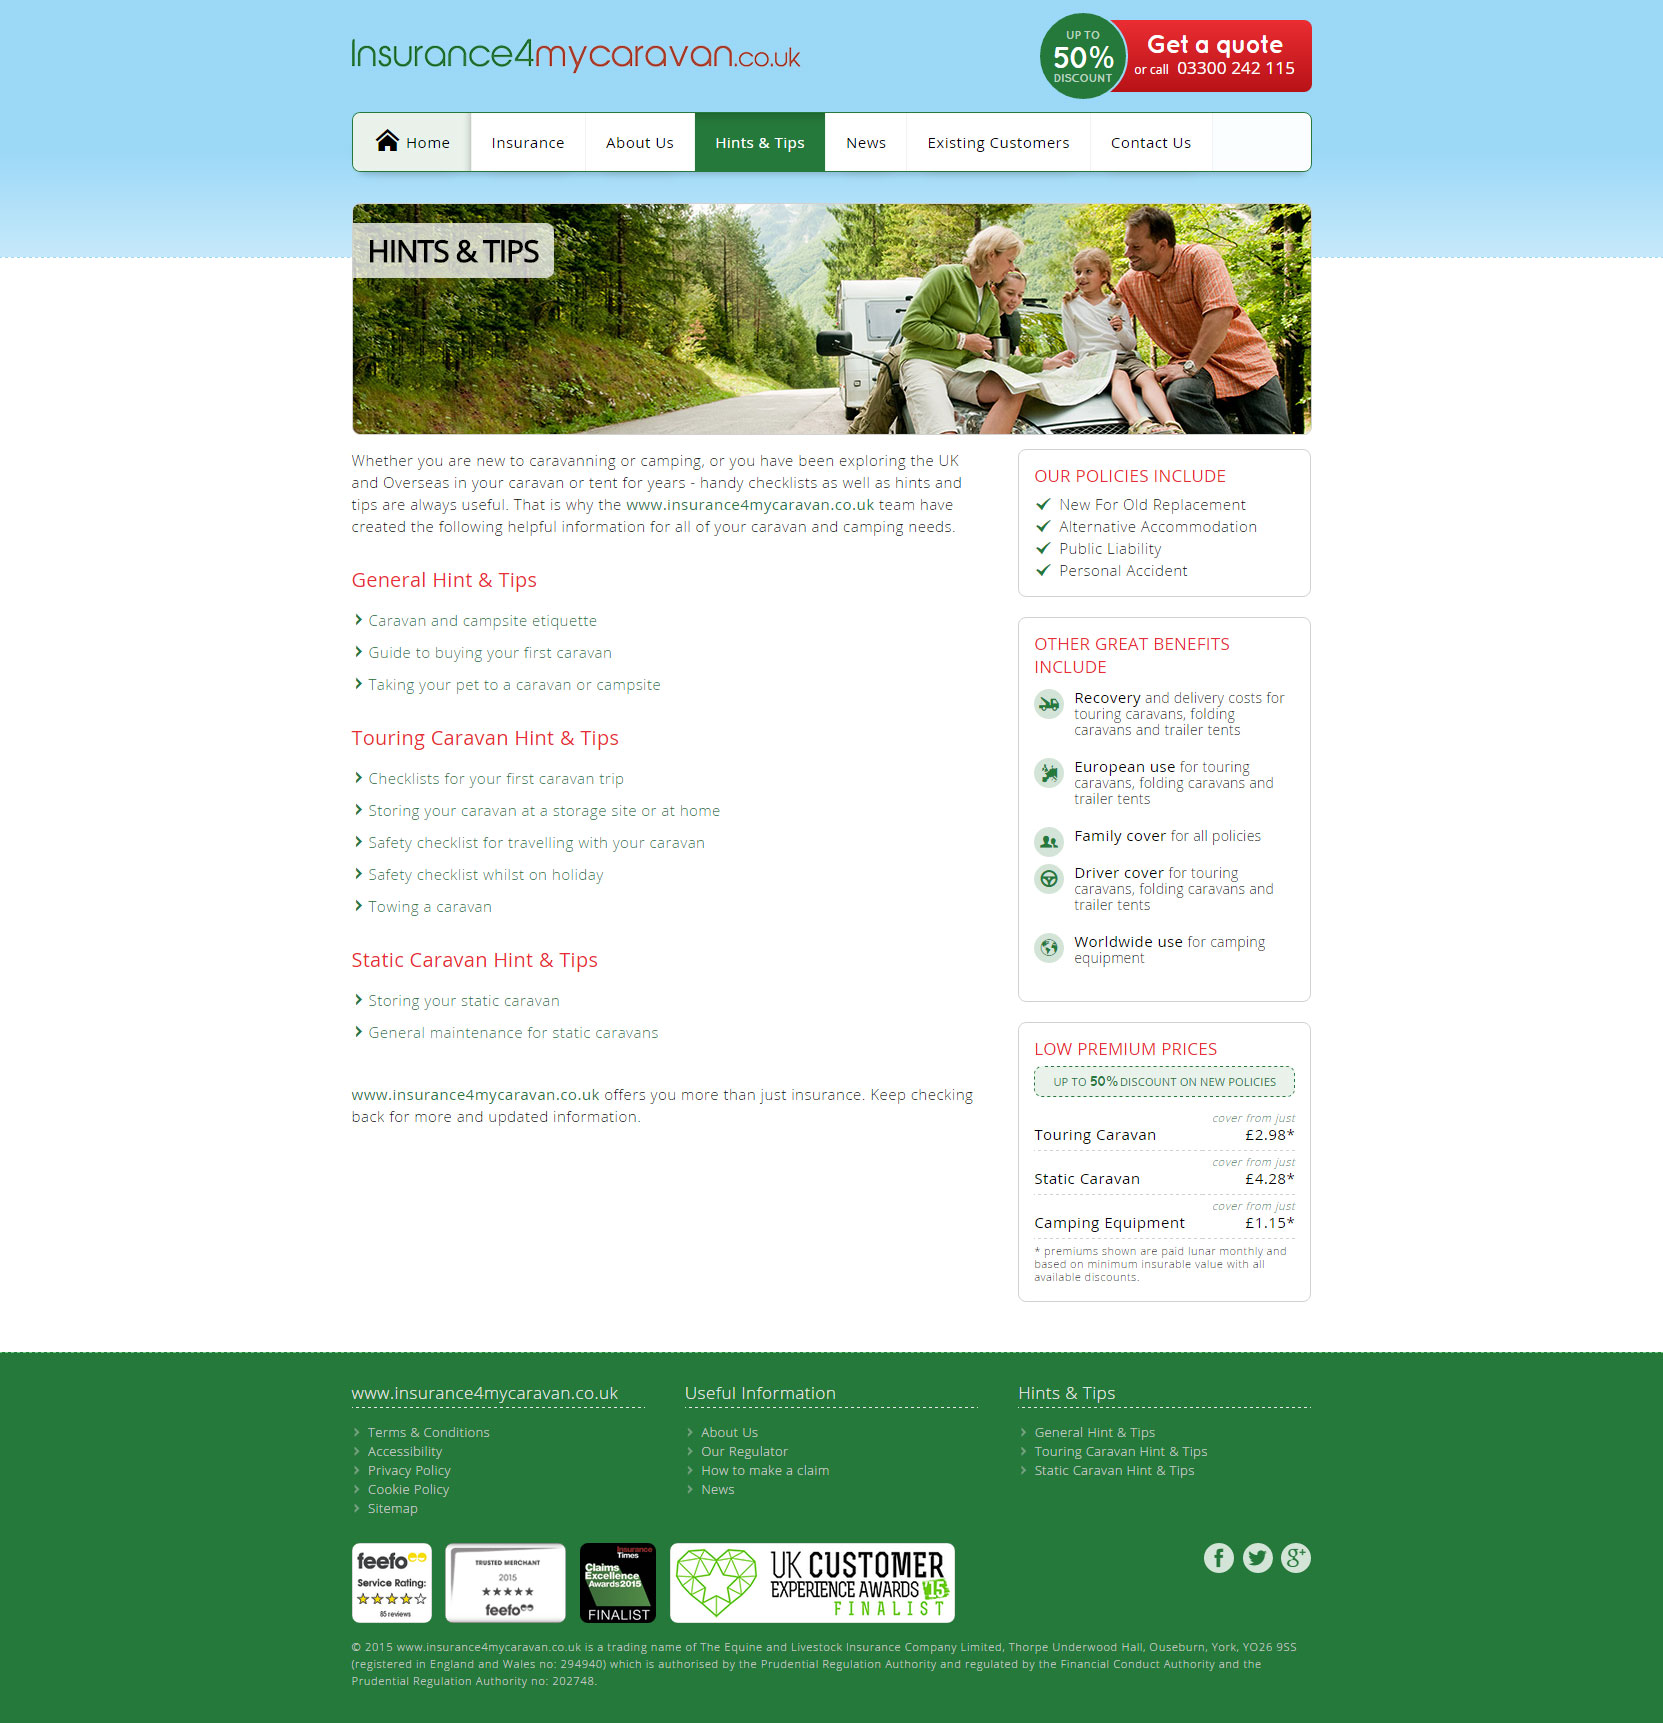 Insurance4mycaravan.co.uk
UP TO
50%
DISCOUNT
Get a quote
or call 03300 242 115
Home
Insurance
About Us
Hints & Tips
News
Existing Customers
Contact Us
HINTS & TIPS
Whether you are new to caravanning or camping, or you have been exploring the UK
and Overseas in your caravan or tent for years - handy checklists as well as hints and
tips are always useful. That is why the www.insurance4mycaravan.co.uk team have
created the following helpful information for all of your caravan and camping needs.
General Hint & Tips
Caravan and campsite etiquette
Guide to buying your first caravan
Taking your pet to a caravan or campsite
Touring Caravan Hint & Tips
Checklists for your first caravan trip
Storing your caravan at a storage site or at home
Safety checklist for travelling with your caravan
Safety checklist whilst on holiday
Towing a caravan
Static Caravan Hint & Tips
Storing your static caravan
General maintenance for static caravans
www.insurance4mycaravan.co.uk offers you more than just insurance. Keep checking
back for more and updated information.
OUR POLICIES INCLUDE
New For Old Replacement
Alternative Accommodation
Public Liability
Personal Accident
OTHER GREAT BENEFITS
INCLUDE
Recovery and delivery costs for
touring caravans, folding
caravans and trailer tents
European use for touring
caravans, folding caravans and
trailer tents
Family cover for all policies
Driver cover for touring
caravans, folding caravans and
trailer tents
Worldwide use for camping
equipment
LOW PREMIUM PRICES
UP TO 50% DISCOUNT ON NEW POLICIES
cover from just
Touring Caravan £2.98*
cover from just
Static Caravan £4.28*
cover from just
Camping Equipment £1.15*
* premiums shown are paid lunar monthly and
based on minimum insurable value with all
available discounts.
www.insurance4mycaravan.co.uk
Terms & Conditions
Accessibility
Privacy Policy
Cookie Policy
Sitemap
Useful Information
About Us
Our Regulator
How to make a claim
News
Hints & Tips
General Hint & Tips
Touring Caravan Hint & Tips
Static Caravan Hint & Tips
feefo
Service Rating:
85 reviews
TRUSTED MERCHANT
2015
feefo
Insurance
Times
Claims
Excellence
Awards2015
FINALIST
UK CUSTOMER
EXPERIENCE AWARDS '15
FINALIST
f
g+
© 2015 www.insurance4mycaravan.co.uk is a trading name of The Equine and Livestock Insurance Company Limited, Thorpe Underwood Hall, Ouseburn, York, YO26 9SS
(registered in England and Wales no: 294940) which is authorised by the Prudential Regulation Authority and regulated by the Financial Conduct Authority and the
Prudential Regulation Authority no: 202748.